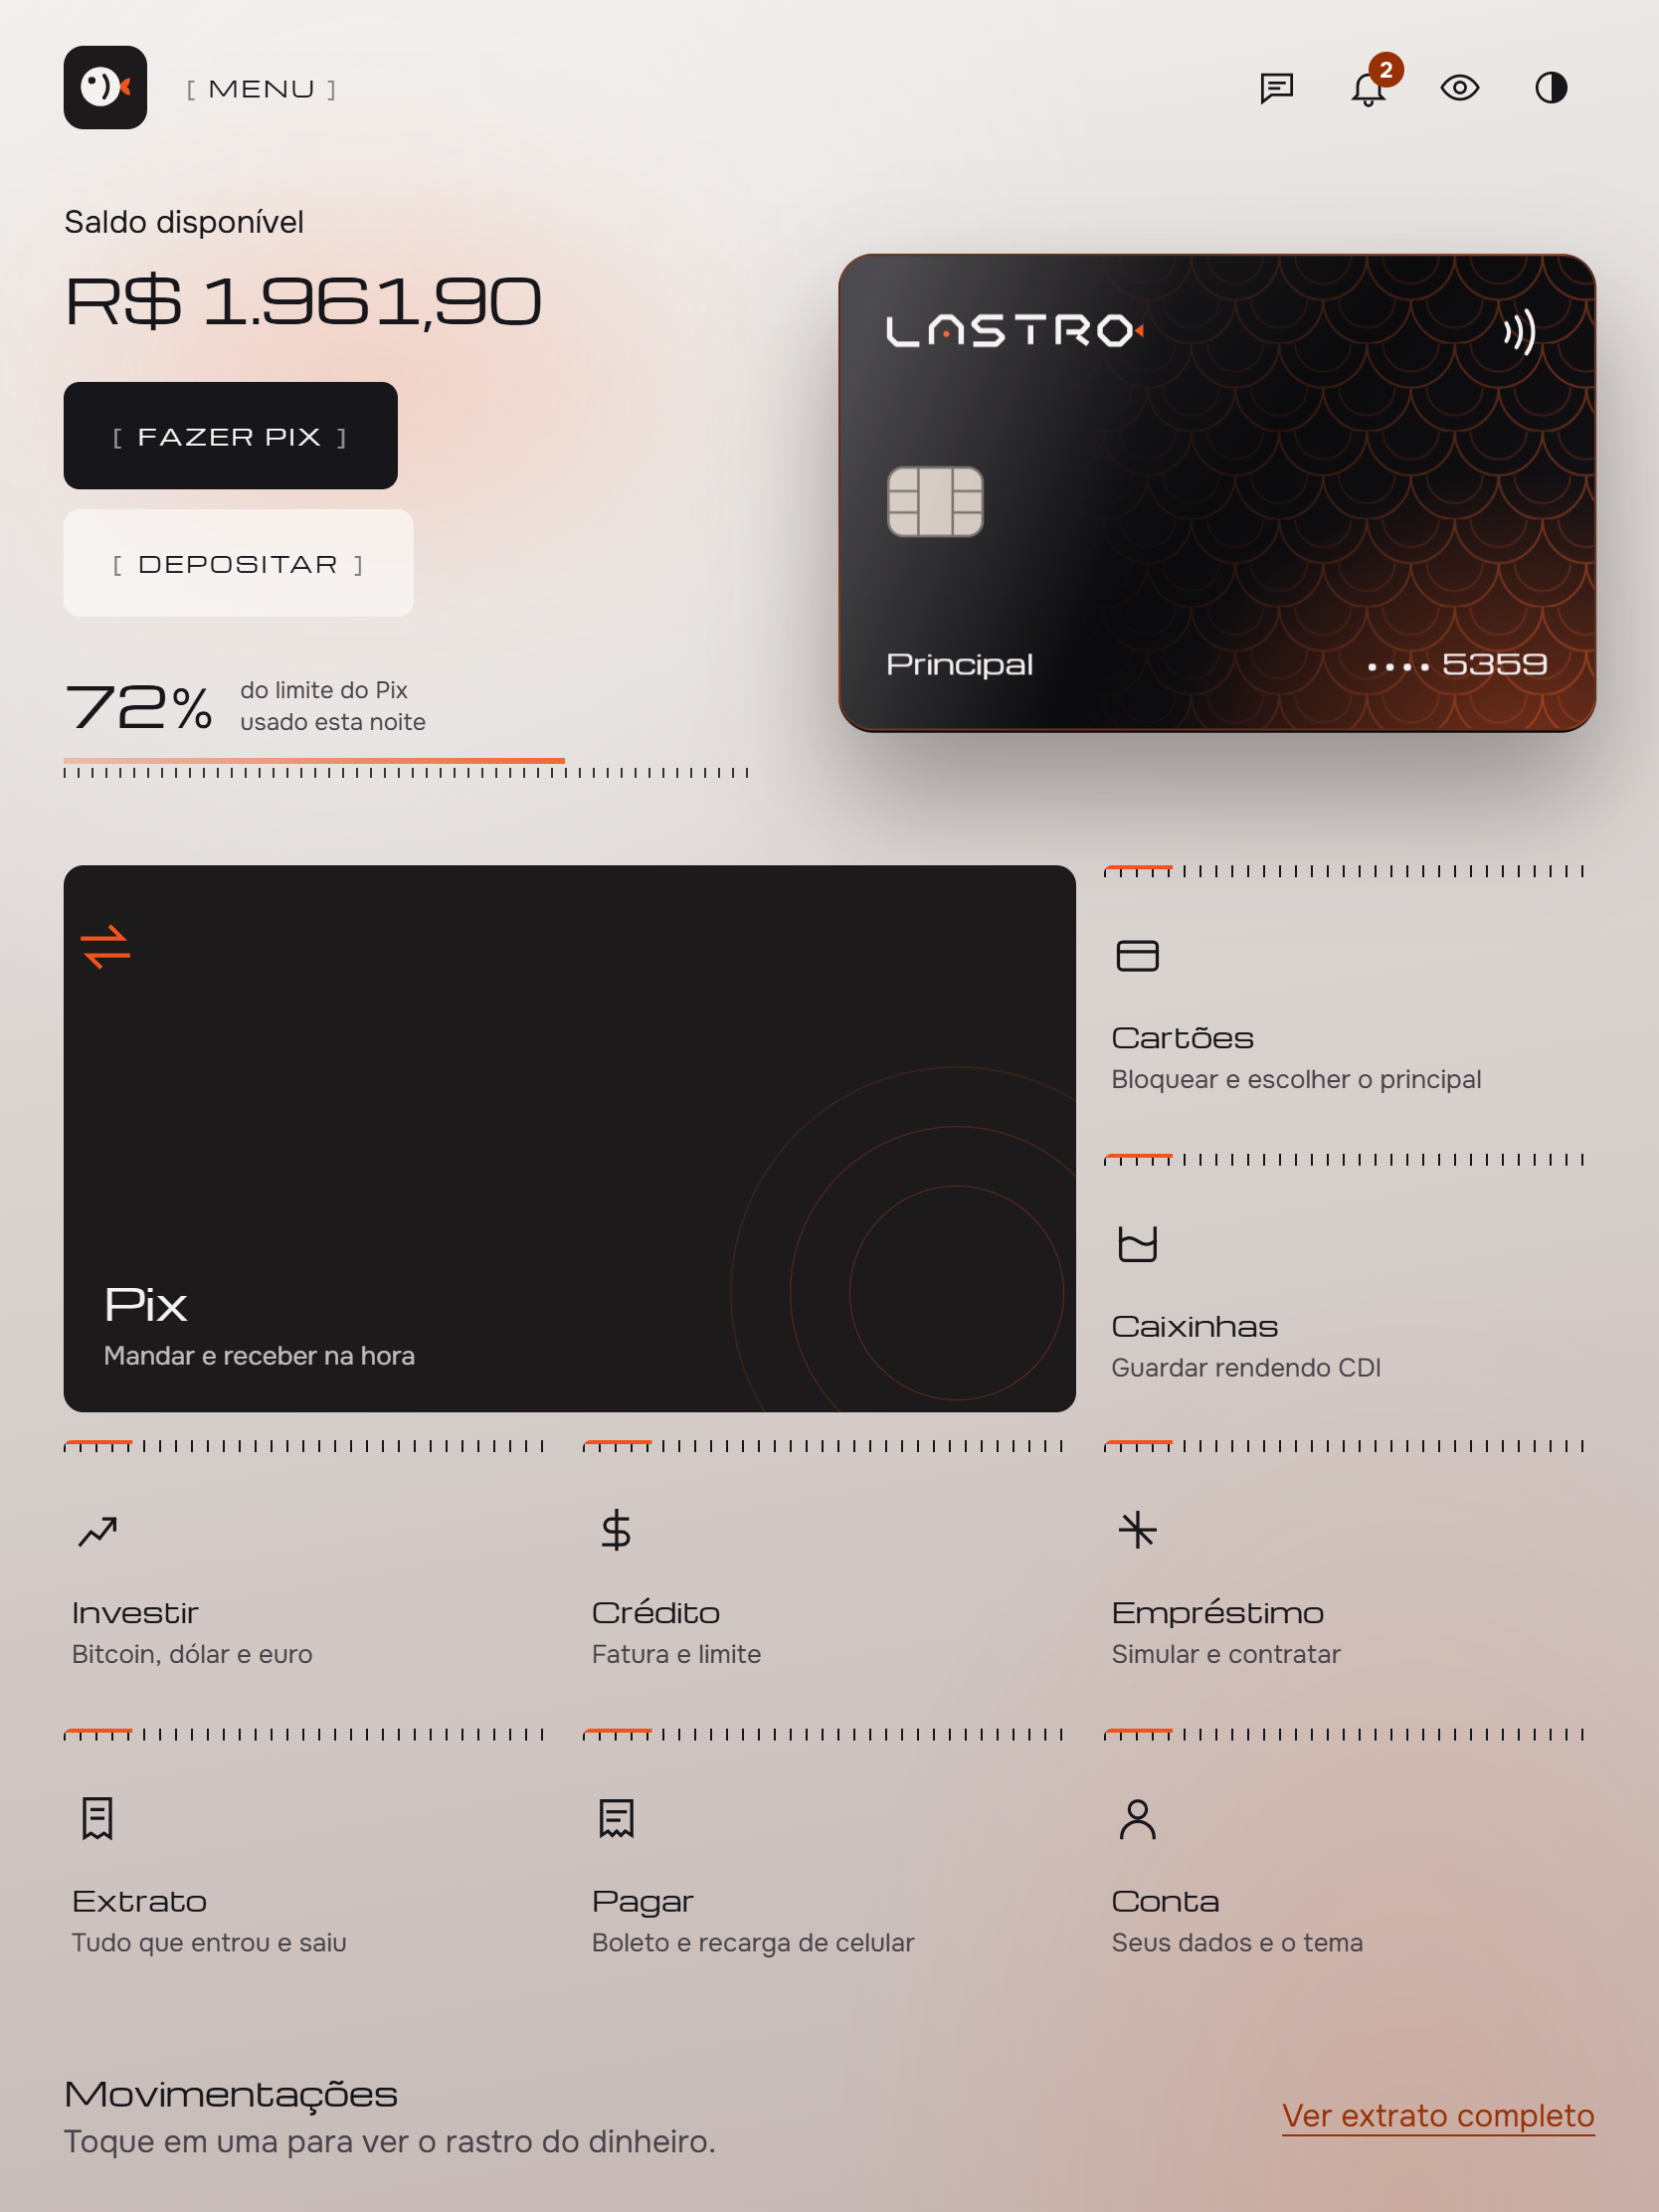 [ MENU ]
2
Saldo disponível
R$ 1.961,90
[ FAZER PIX ]
[ DEPOSITAR ]
72%
do limite do Pix
usado esta noite
LASTRO
Principal
•••• 5359
Pix
Mandar e receber na hora
Cartões
Bloquear e escolher o principal
Caixinhas
Guardar rendendo CDI
Investir
Bitcoin, dólar e euro
Crédito
Fatura e limite
Empréstimo
Simular e contratar
Extrato
Tudo que entrou e saiu
Pagar
Boleto e recarga de celular
Conta
Seus dados e o tema
Movimentações
Toque em uma para ver o rastro do dinheiro.
Ver extrato completo